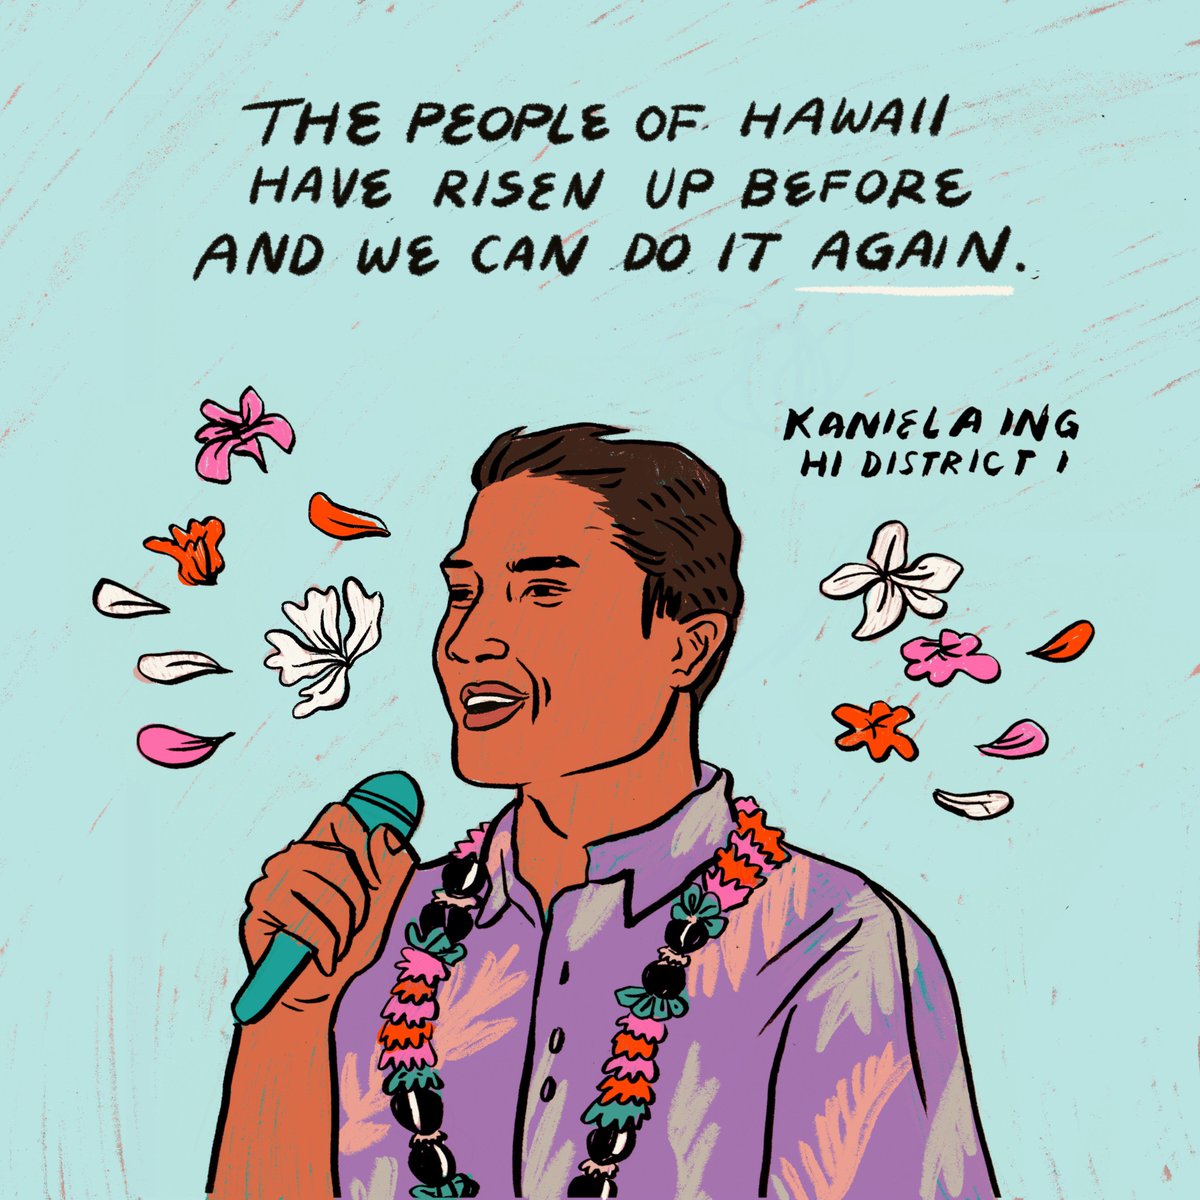 THE PEOPLE OF HAWAII
HAVE RISEN UP BEFORE
AND WE CAN DO IT AGAIN.
KANIELA ING
HI DISTRICT 1